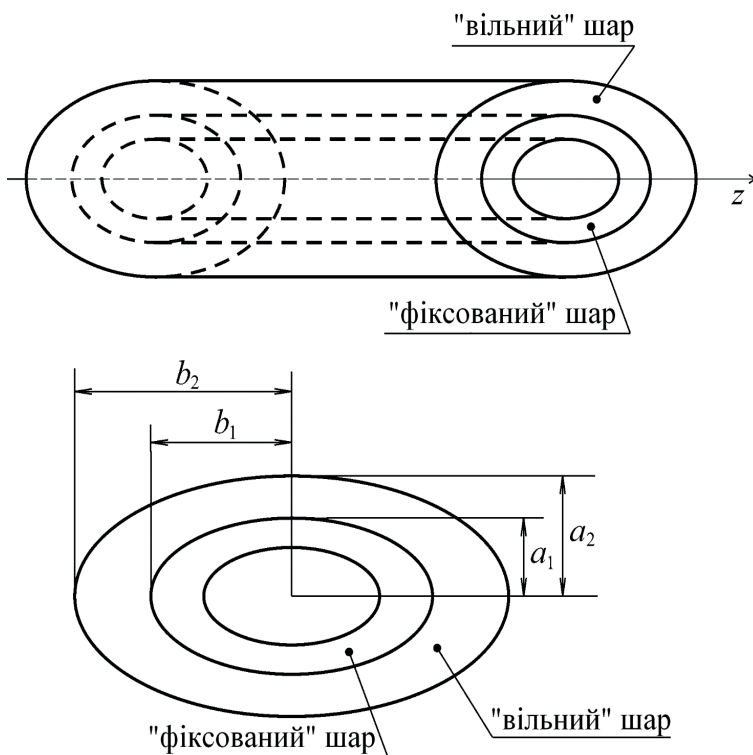 "вільний" шар
z
"фіксований" шар
b₂
b₁
a₁
a₂
"вільний" шар
"фіксований" шар